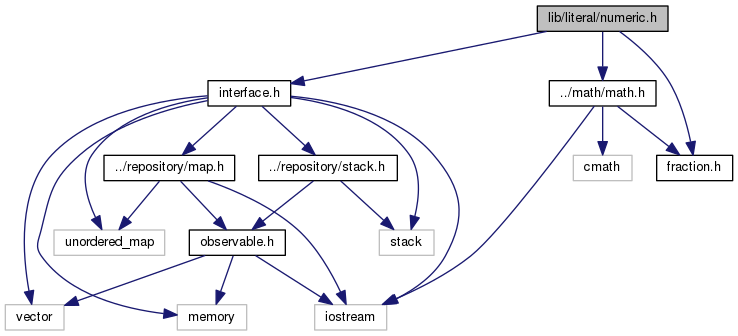 lib/literal/numeric.h
interface.h
../math/math.h
../repository/map.h
../repository/stack.h
cmath
fraction.h
unordered_map
observable.h
stack
vector
memory
iostream